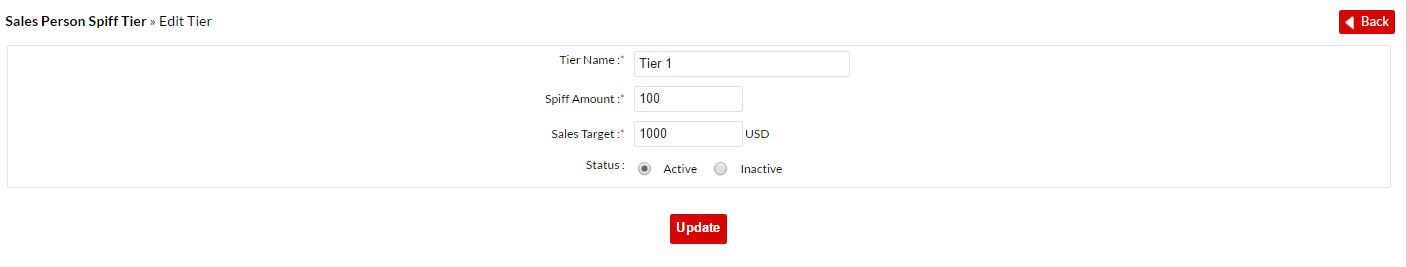 Sales Person Spiff Tier » Edit Tier
Back
Tier Name :* Tier 1
Spiff Amount :* 100
Sales Target :* 1000 USD
Status : Active Inactive
Update